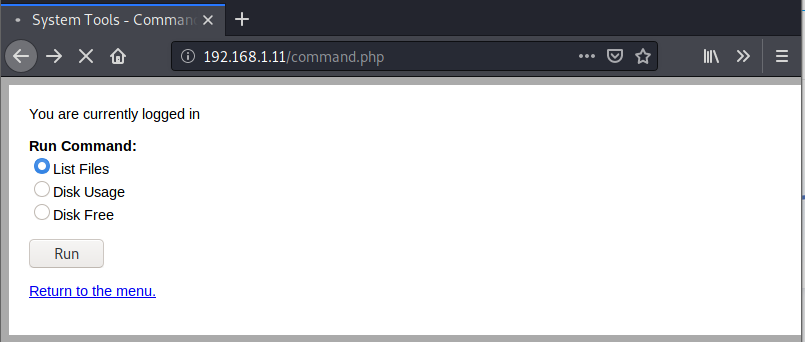 System Tools - Comman
192.168.1.11/command.php
You are currently logged in
Run Command:
List Files
Disk Usage
Disk Free
Run
Return to the menu.